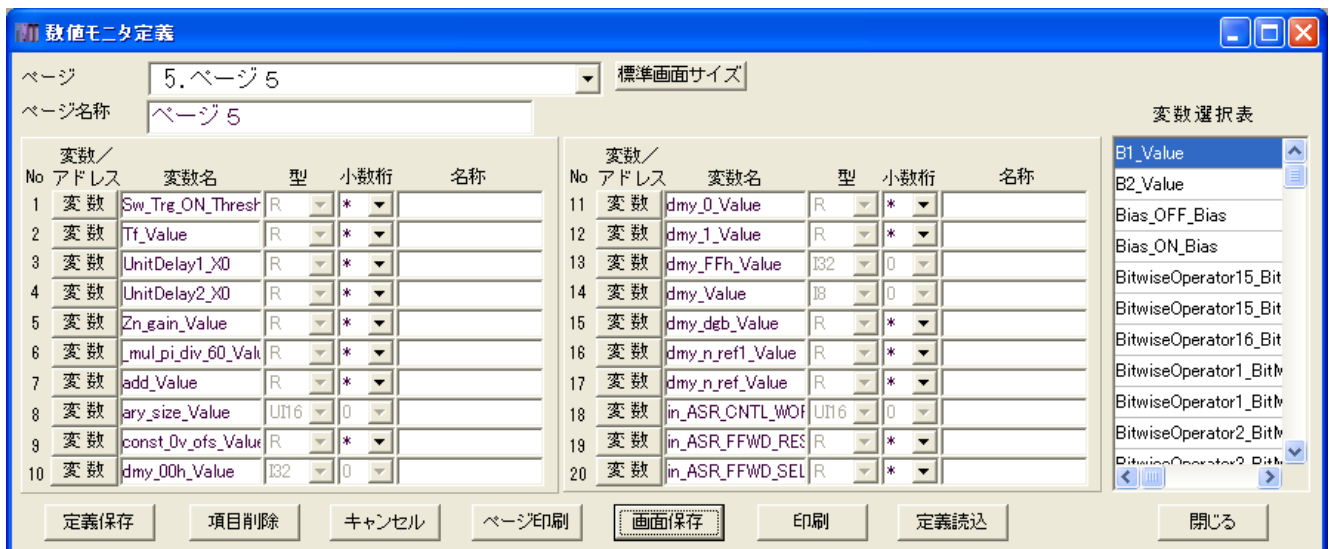 数値モニタ定義
ページ 5.ページ５ 標準画面サイズ
ページ名称 ページ５ 変数選択表
No 変数／アドレス 変数名 型 小数桁 名称
1 変数 Sw_Trg_ON_Thresh R *
2 変数 Tf_Value R *
3 変数 UnitDelay1_X0 R *
4 変数 UnitDelay2_X0 R *
5 変数 Zn_gain_Value R *
6 変数 _mul_pi_div_60_Valu R *
7 変数 add_Value R *
8 変数 ary_size_Value UI16 0
9 変数 const_0v_ofs_Value R *
10 変数 dmy_00h_Value I32 0
No 変数／アドレス 変数名 型 小数桁 名称
11 変数 dmy_0_Value R *
12 変数 dmy_1_Value R *
13 変数 dmy_FFh_Value I32 0
14 変数 dmy_Value I8 0
15 変数 dmy_dgb_Value R *
16 変数 dmy_n_ref1_Value R *
17 変数 dmy_n_ref_Value R *
18 変数 in_ASR_CNTL_WOR UI16 0
19 変数 in_ASR_FFWD_RES R *
20 変数 in_ASR_FFWD_SEL R *
B1_Value
B2_Value
Bias_OFF_Bias
Bias_ON_Bias
BitwiseOperator15_Bit
BitwiseOperator15_Bit
BitwiseOperator16_Bit
BitwiseOperator1_BitM
BitwiseOperator1_BitM
BitwiseOperator2_BitM
BitwiseOperator2_BitM
定義保存 項目削除 キャンセル ページ印刷 画面保存 印刷 定義読込 閉じる